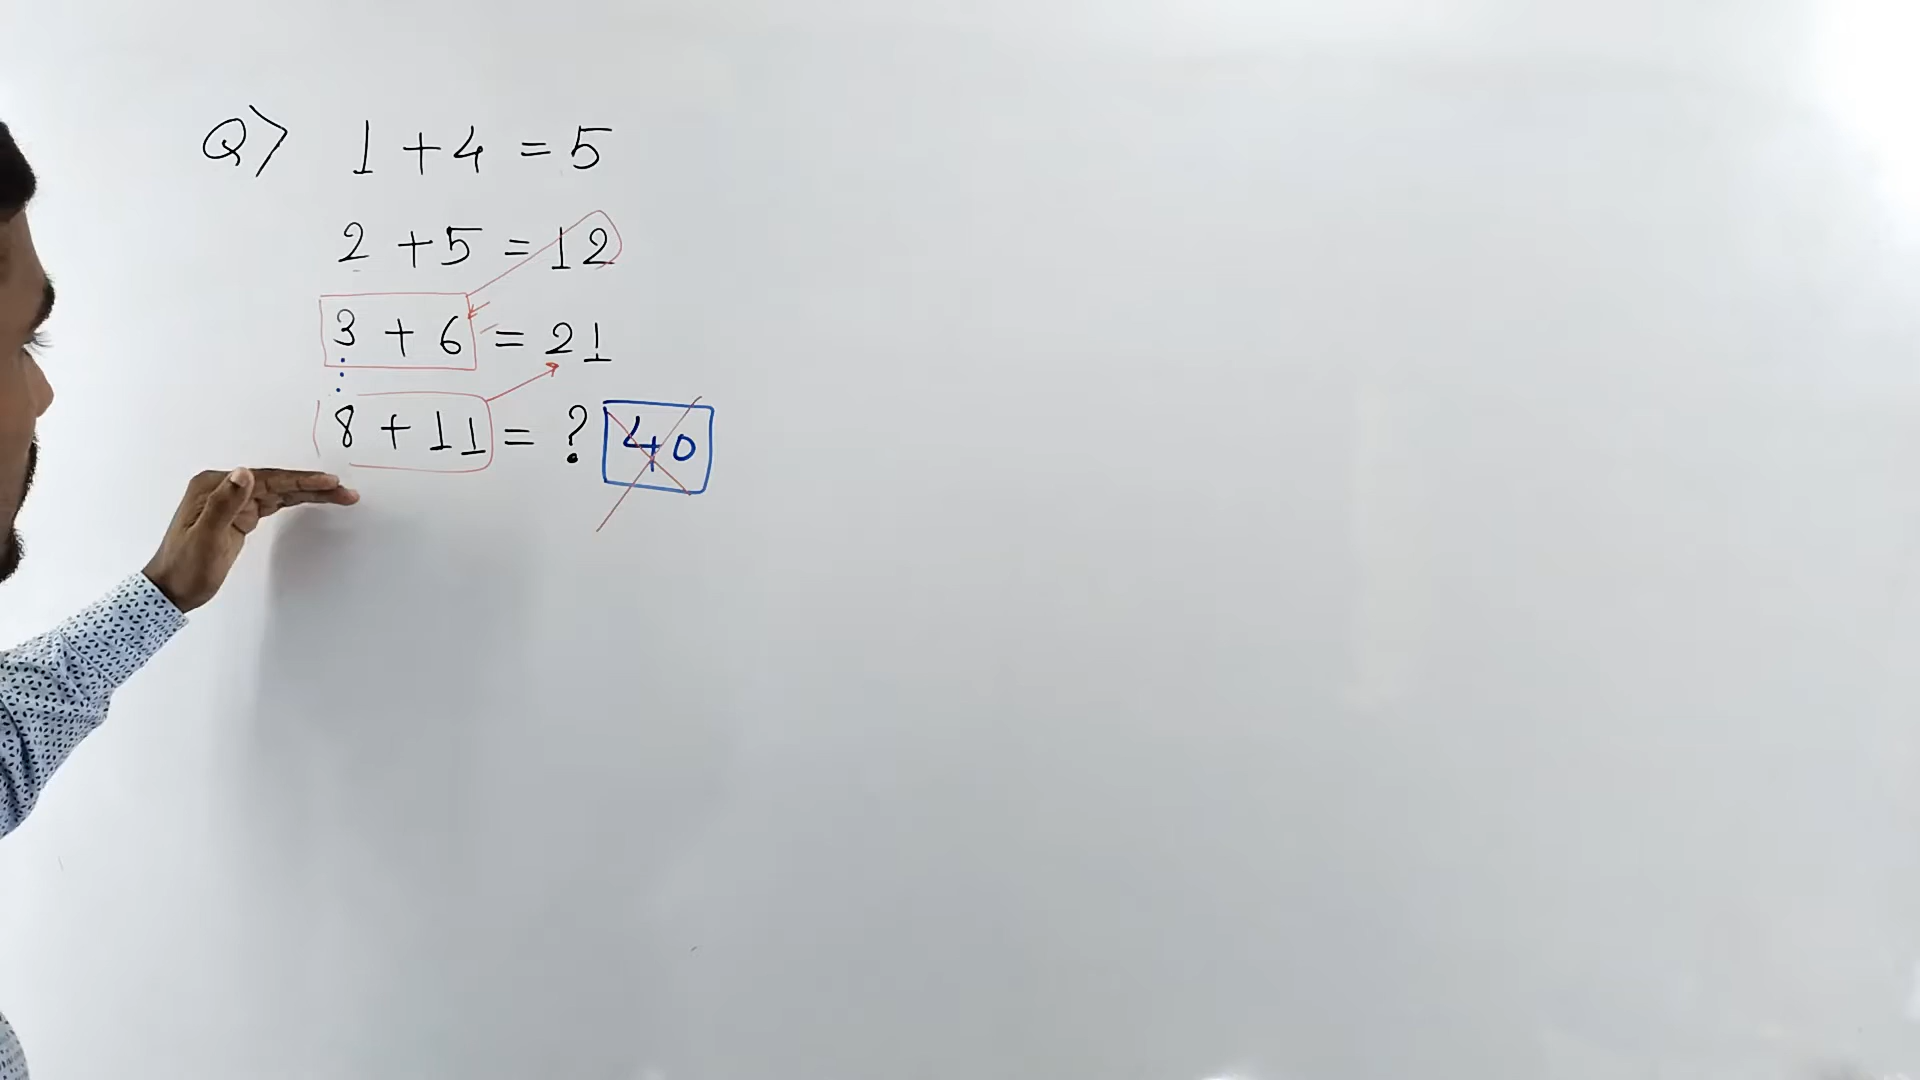 Q> 1 + 4 = 5
2 + 5 = 12
3 + 6 = 21
8 + 11 = ? 40